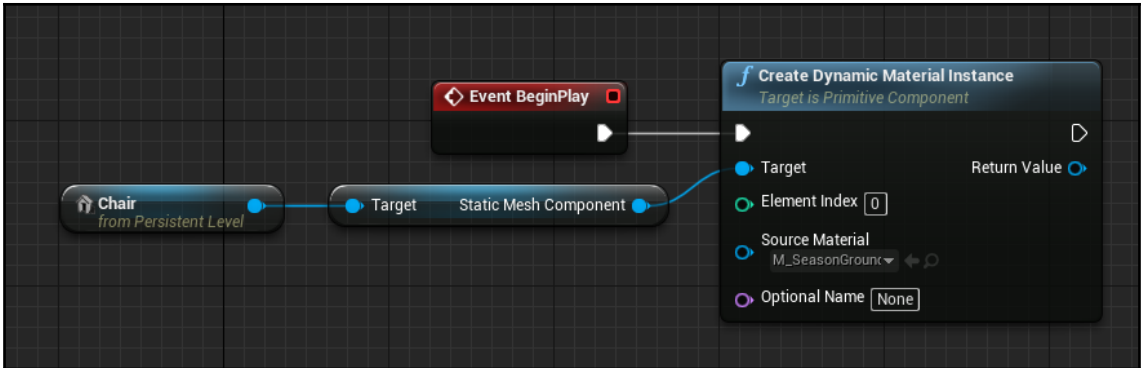 Event BeginPlay
Create Dynamic Material Instance
Target is Primitive Component
Chair
from Persistent Level
Target Static Mesh Component
Target Return Value
Element Index 0
Source Material
M_SeasonGround
Optional Name None